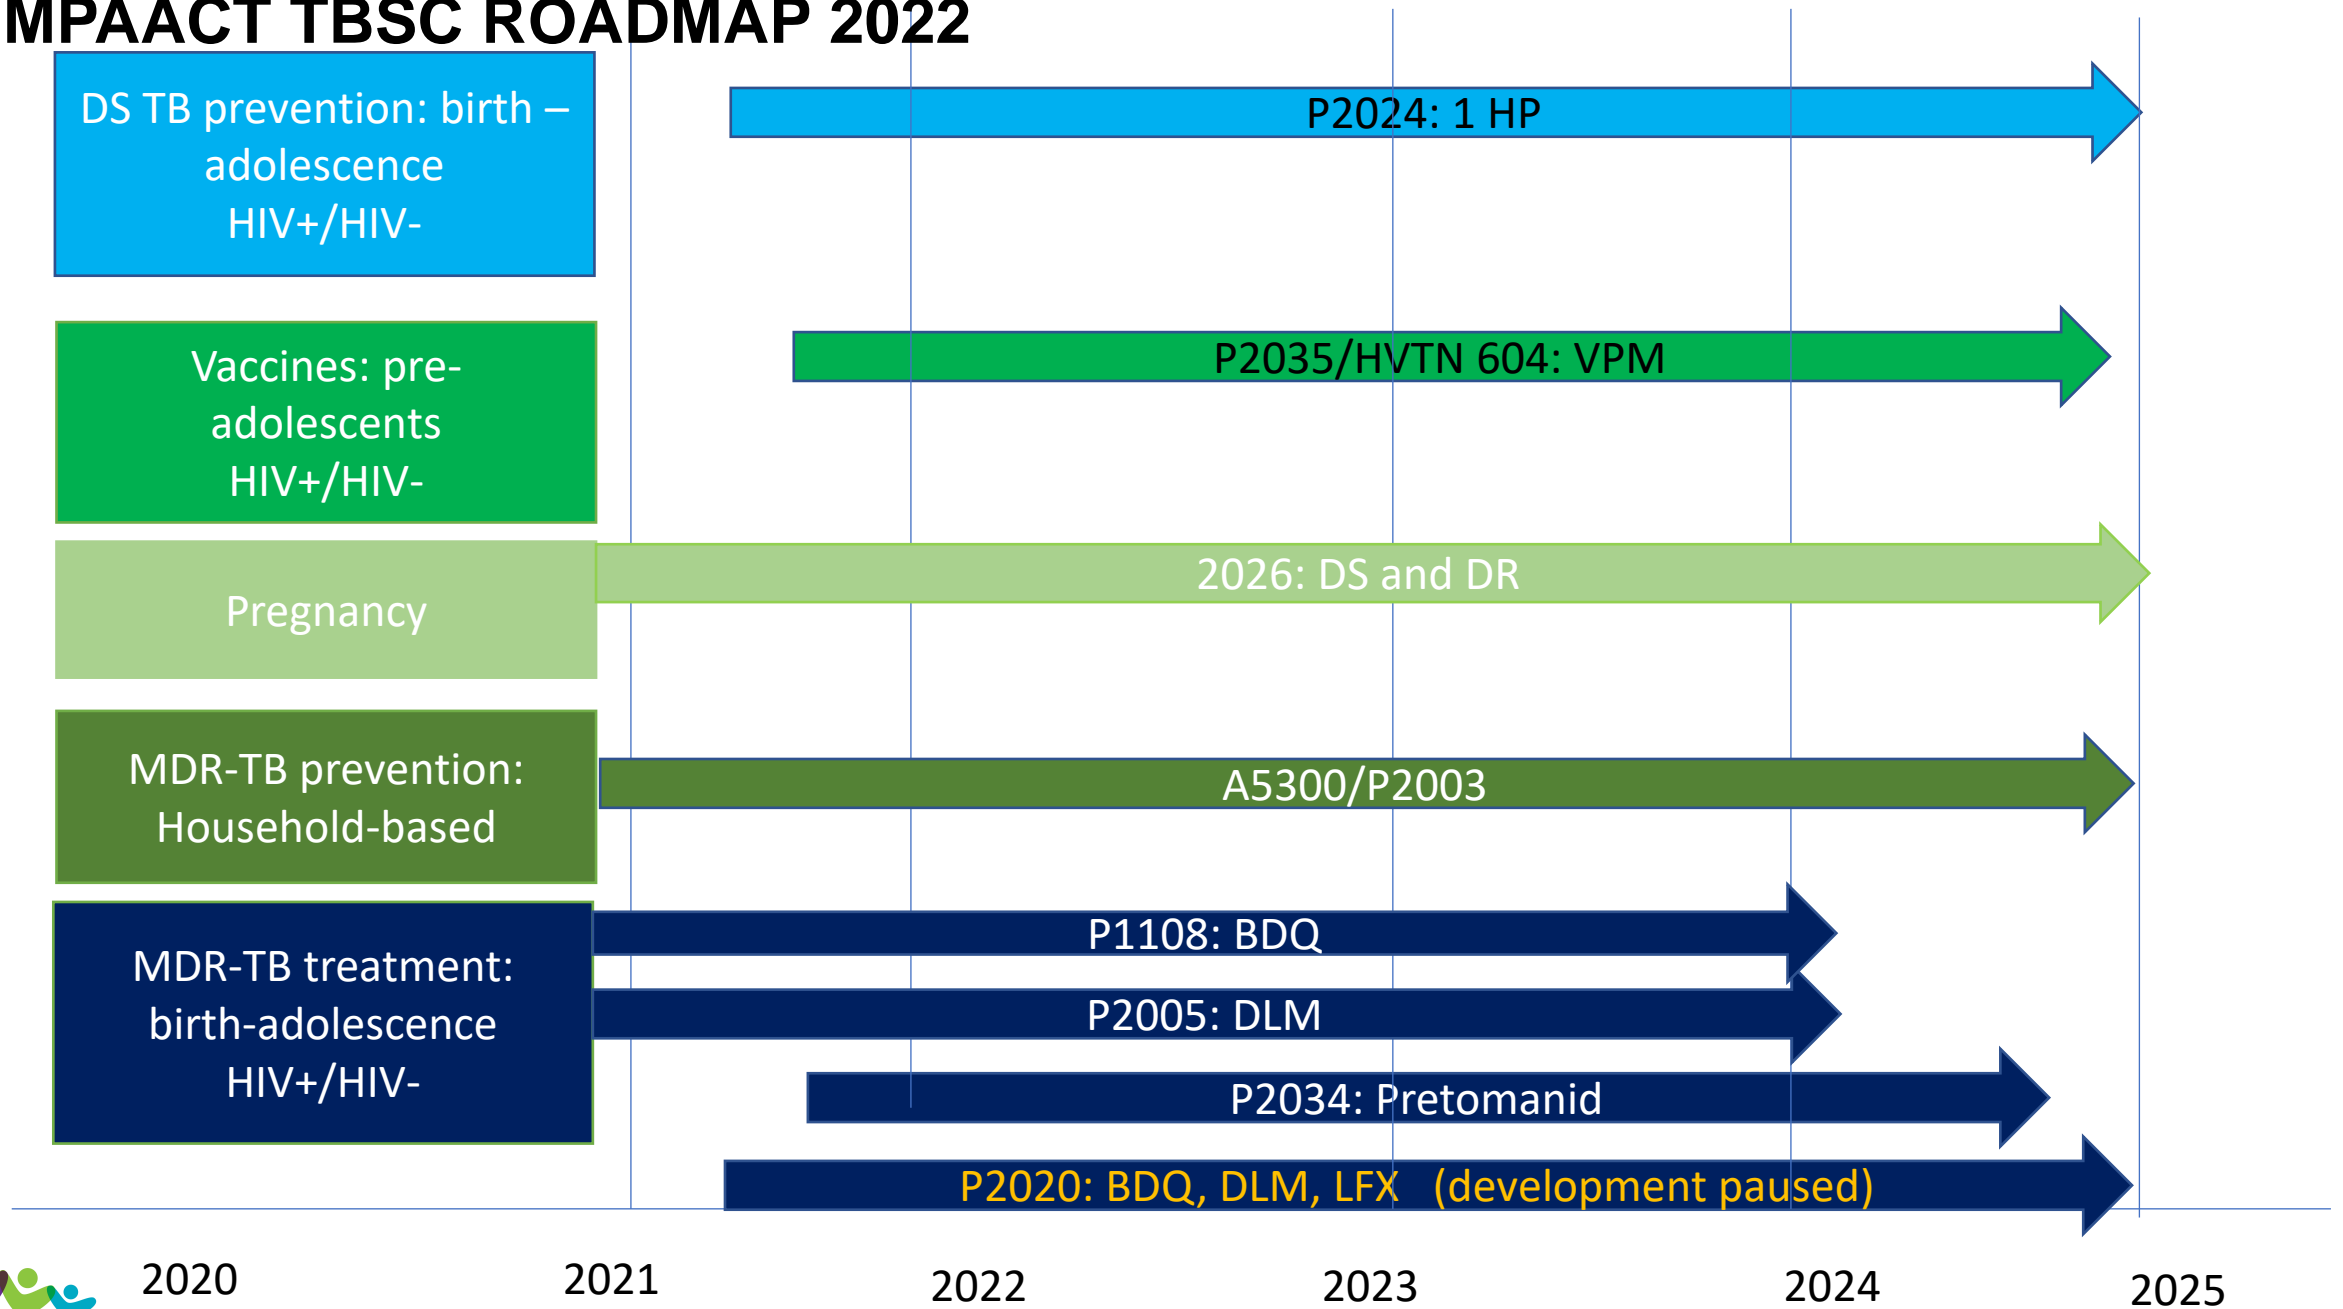 MPAACT TBSC ROADMAP 2022
DS TB prevention: birth –
adolescence
HIV+/HIV-
P2024: 1 HP
Vaccines: pre-
adolescents
HIV+/HIV-
P2035/HVTN 604: VPM
Pregnancy
2026: DS and DR
MDR-TB prevention:
Household-based
A5300/P2003
MDR-TB treatment:
birth-adolescence
HIV+/HIV-
P1108: BDQ
P2005: DLM
P2034: Pretomanid
P2020: BDQ, DLM, LFX (development paused)
2020 2021 2022 2023 2024 2025